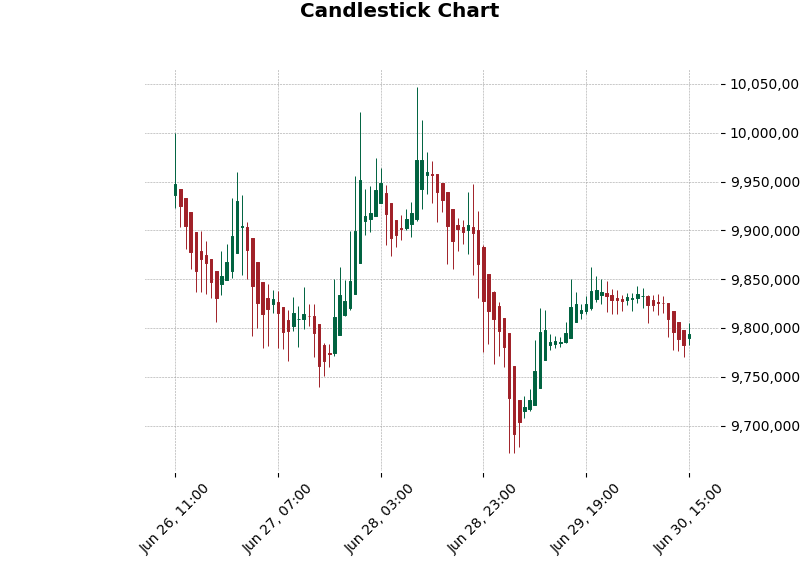 Candlestick Chart
10,050,00
10,000,00
9,950,000
9,900,000
9,850,000
9,800,000
9,750,000
9,700,000
Jun 26, 11:00
Jun 27, 07:00
Jun 28, 03:00
Jun 28, 23:00
Jun 29, 19:00
Jun 30, 15:00